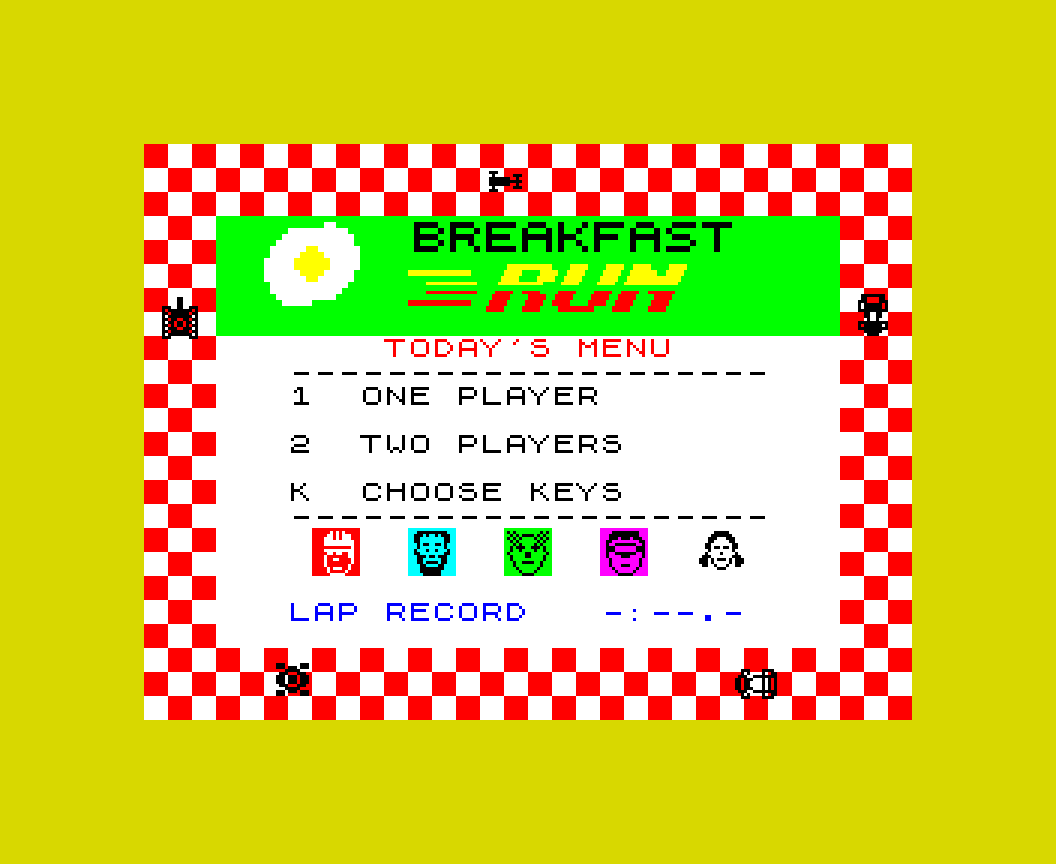 BREAKFAST
RUN
TODAY'S MENU
--------------------
1 ONE PLAYER
2 TWO PLAYERS
K CHOOSE KEYS
--------------------
LAP RECORD -:--.-